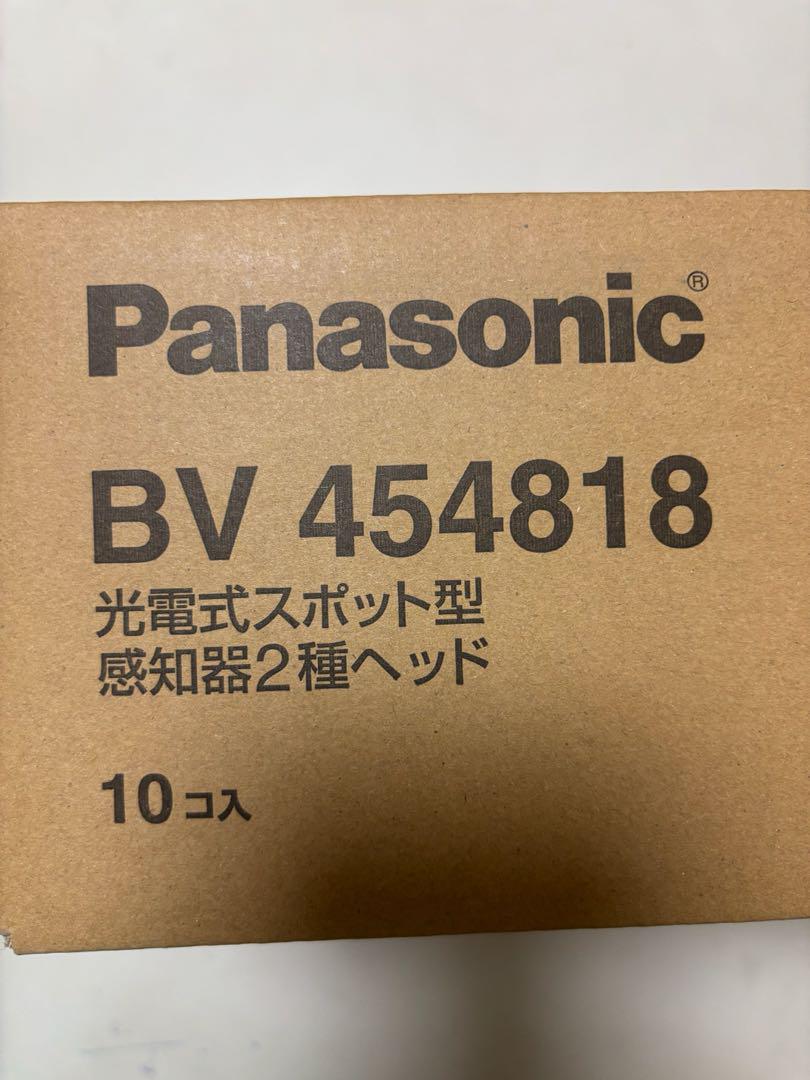 Panasonic®
BV 454818
光電式スポット型
感知器2種ヘッド
10コ入